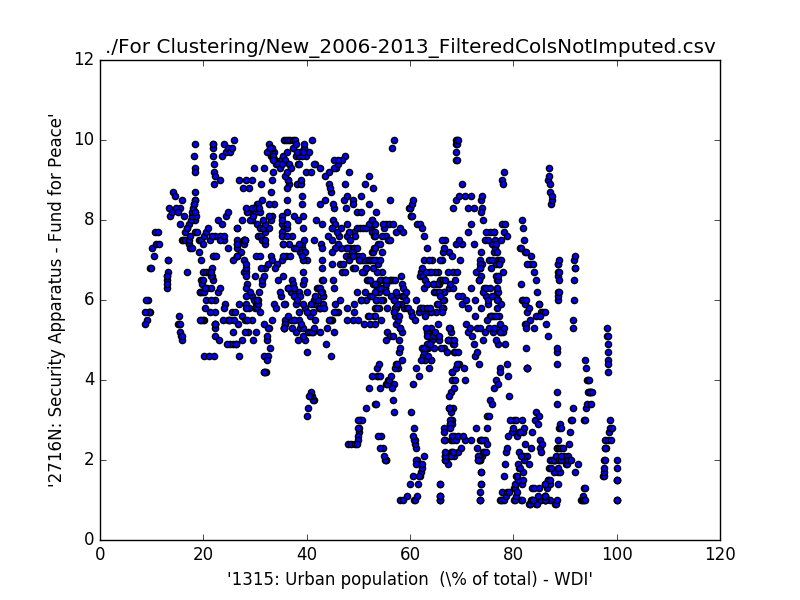 ./For Clustering/New_2006-2013_FilteredColsNotImputed.csv
12
10
8
6
4
2
0
'2716N: Security Apparatus - Fund for Peace'
0 20 40 60 80 100 120
'1315: Urban population  (\% of total) - WDI'